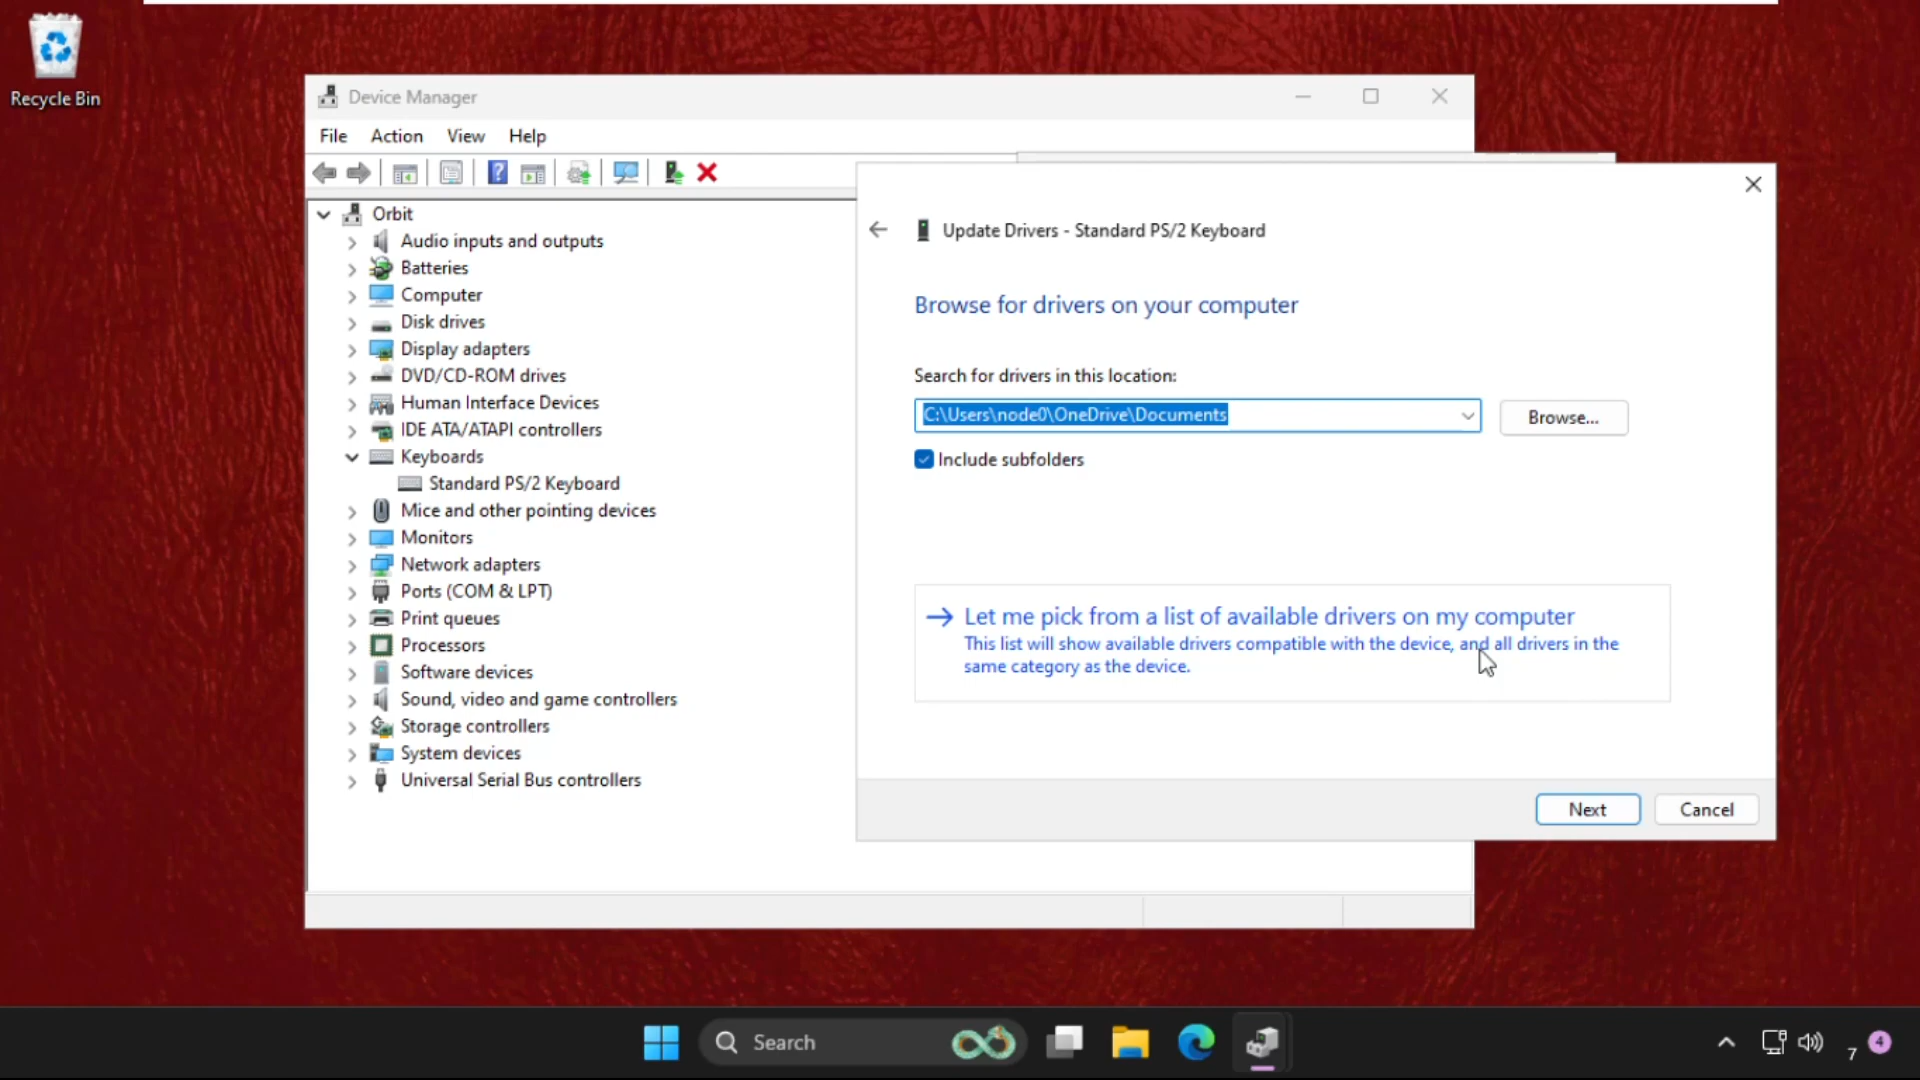 Recycle Bin
Device Manager
File Action View Help
Orbit
Audio inputs and outputs
Batteries
Computer
Disk drives
Display adapters
DVD/CD-ROM drives
Human Interface Devices
IDE ATA/ATAPI controllers
Keyboards
Standard PS/2 Keyboard
Mice and other pointing devices
Monitors
Network adapters
Ports (COM & LPT)
Print queues
Processors
Software devices
Sound, video and game controllers
Storage controllers
System devices
Universal Serial Bus controllers
Update Drivers - Standard PS/2 Keyboard
Browse for drivers on your computer
Search for drivers in this location:
C:\Users\node0\OneDrive\Documents
Browse...
Include subfolders
Let me pick from a list of available drivers on my computer
This list will show available drivers compatible with the device, and all drivers in the
same category as the device.
Next Cancel
Search
7 4